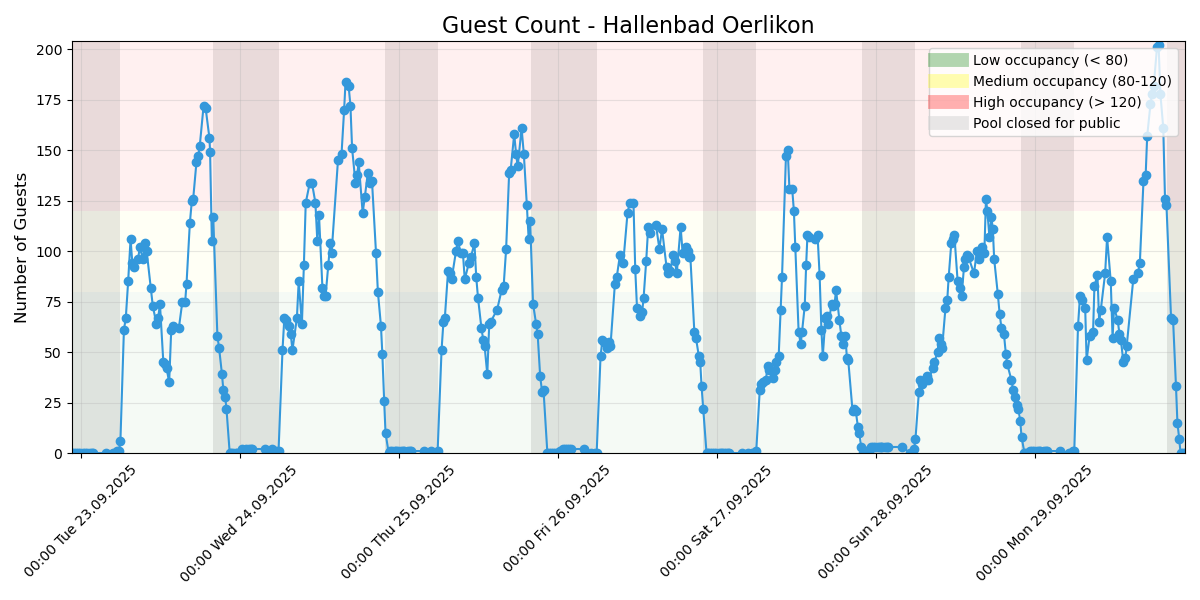 Guest Count - Hallenbad Oerlikon
Number of Guests
200
175
150
125
100
75
50
25
0
Low occupancy (< 80)
Medium occupancy (80-120)
High occupancy (> 120)
Pool closed for public
00:00 Tue 23.09.2025
00:00 Wed 24.09.2025
00:00 Thu 25.09.2025
00:00 Fri 26.09.2025
00:00 Sat 27.09.2025
00:00 Sun 28.09.2025
00:00 Mon 29.09.2025